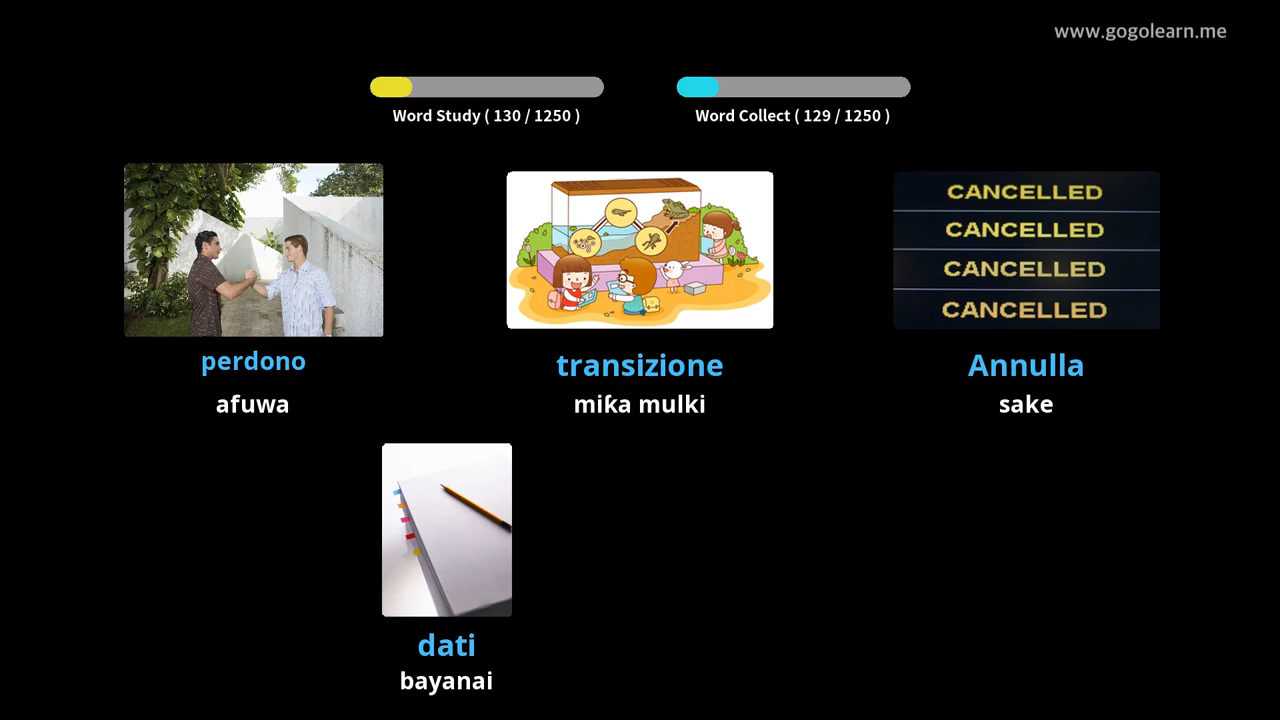 www.gogolearn.me
Word Study ( 130 / 1250 )
Word Collect ( 129 / 1250 )
CANCELLED
CANCELLED
CANCELLED
CANCELLED
perdono
transizione
Annulla
afuwa
miƙa mulki
sake
dati
bayanai